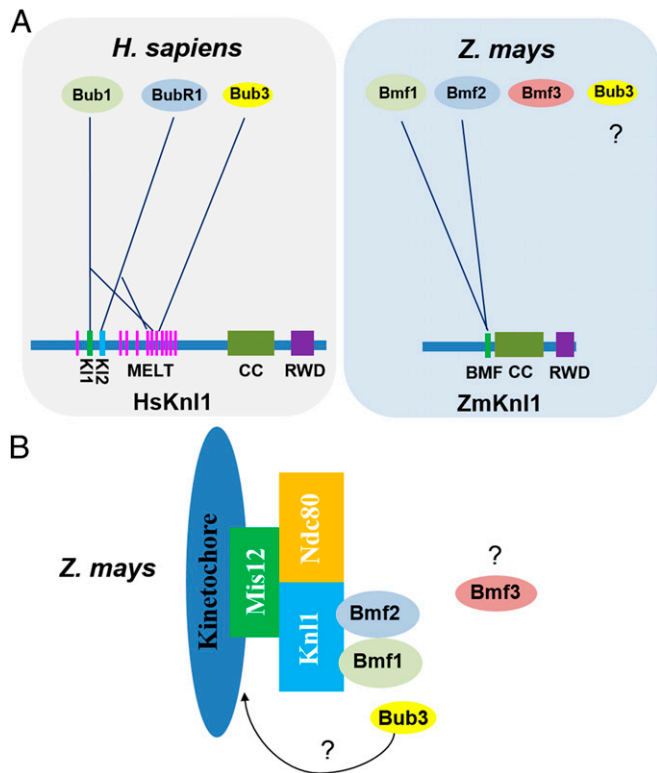 A
H. sapiens
Bub1 BubR1 Bub3
KI1 KI2 MELT CC RWD
HsKnl1
Z. mays
Bmf1 Bmf2 Bmf3 Bub3
?
BMF CC RWD
ZmKnl1
B
Z. mays
Kinetochore
Mis12
Ndc80
Knl1
Bmf2
Bmf1
?
Bmf3
Bub3
?